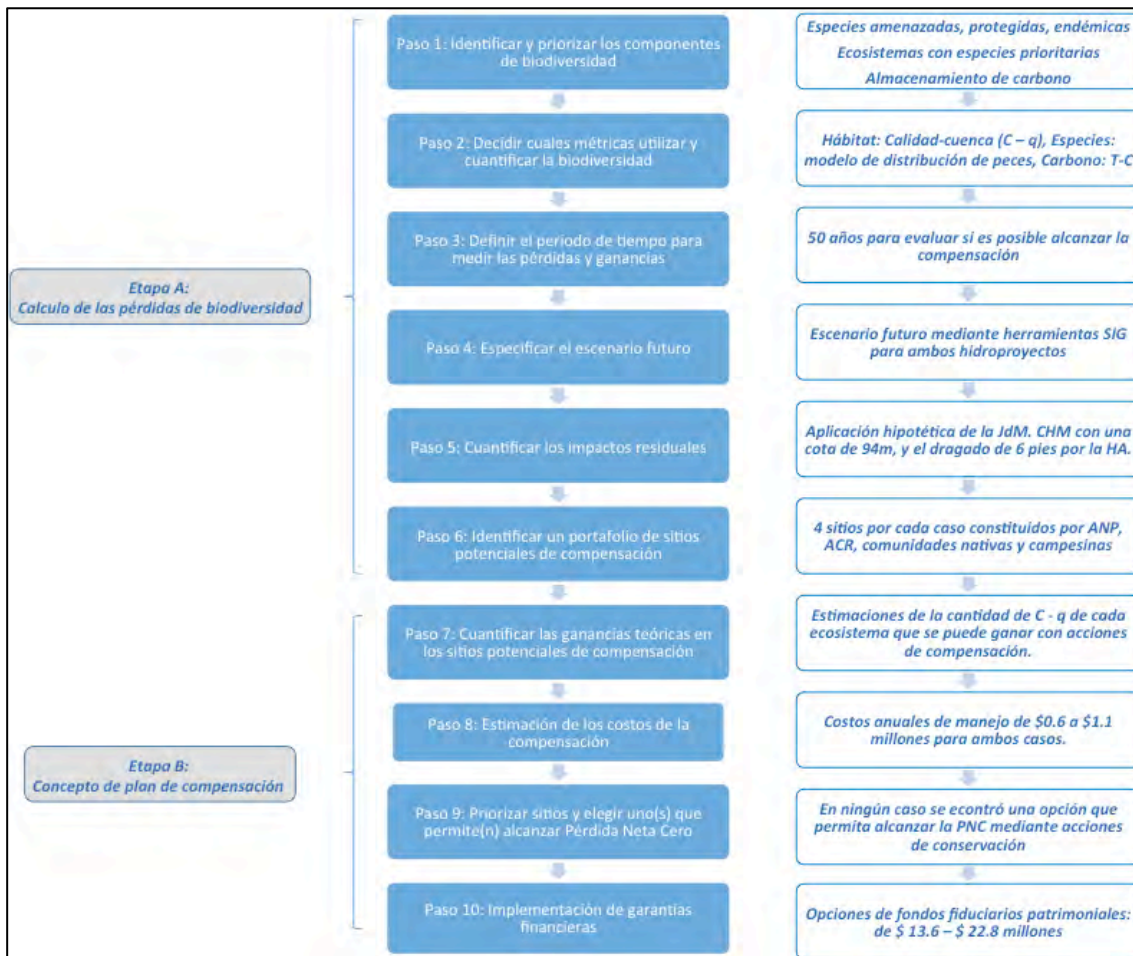 Etapa A:
Calculo de las pérdidas de biodiversidad
Paso 1: Identificar y priorizar los componentes
de biodiversidad
Especies amenazadas, protegidas, endémicas
Ecosistemas con especies prioritarias
Almacenamiento de carbono
Paso 2: Decidir cuales métricas utilizar y
cuantificar la biodiversidad
Hábitat: Calidad-cuenca (C – q), Especies:
modelo de distribución de peces, Carbono: T-C
Paso 3: Definir el periodo de tiempo para
medir las pérdidas y ganancias
50 años para evaluar si es posible alcanzar la
compensación
Paso 4: Especificar el escenario futuro
Escenario futuro mediante herramientas SIG
para ambos hidroproyectos
Paso 5: Cuantificar los impactos residuales
Aplicación hipotética de la JdM. CHM con una
cota de 94m, y el dragado de 6 pies por la HA.
Paso 6: Identificar un portafolio de sitios
potenciales de compensación
4 sitios por cada caso constituidos por ANP,
ACR, comunidades nativas y campesinas
Etapa B:
Concepto de plan de compensación
Paso 7: Cuantificar las ganancias teóricas en
los sitios potenciales de compensación
Estimaciones de la cantidad de C - q de cada
ecosistema que se puede ganar con acciones
de compensación.
Paso 8: Estimación de los costos de la
compensación
Costos anuales de manejo de $0.6 a $1.1
millones para ambos casos.
Paso 9: Priorizar sitios y elegir uno(s) que
permite(n) alcanzar Pérdida Neta Cero
En ningún caso se econtró una opción que
permita alcanzar la PNC mediante acciones
de conservación
Paso 10: Implementación de garantías
financieras
Opciones de fondos fiduciarios patrimoniales:
de $ 13.6 – $ 22.8 millones